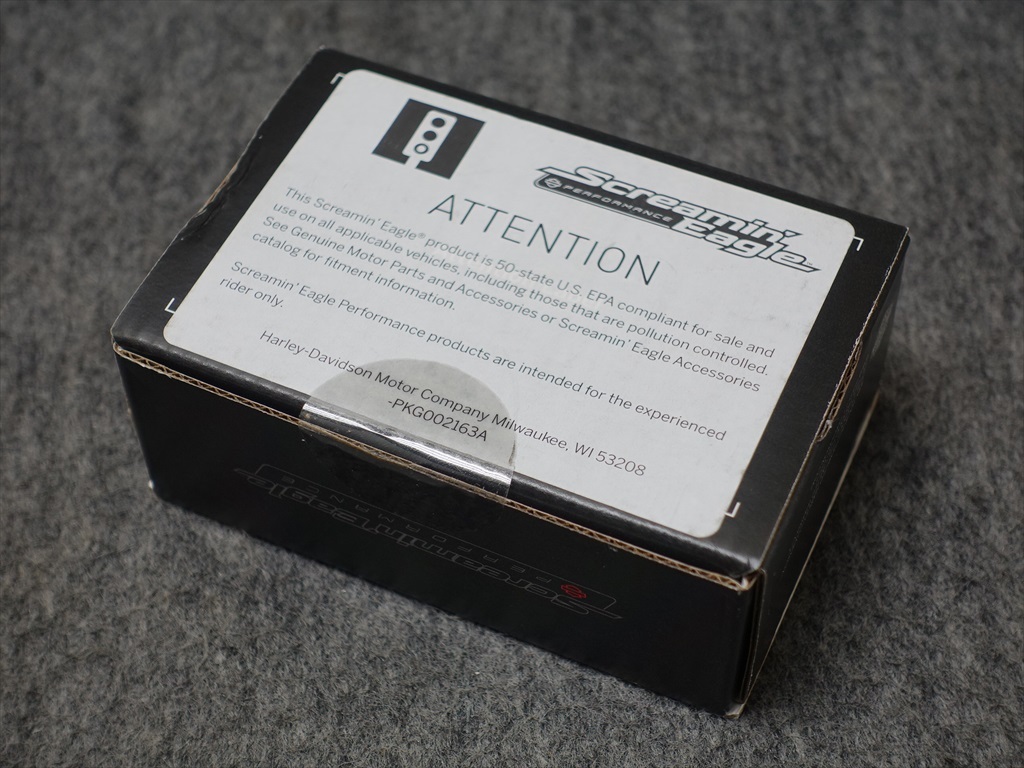 Screamin'
Eagle
PERFORMANCE
ATTENTION
This Screamin' Eagle® product is 50-state U.S. EPA compliant for sale and
use on all applicable vehicles, including those that are pollution controlled.
See Genuine Motor Parts and Accessories or Screamin' Eagle Accessories
catalog for fitment information.
Screamin' Eagle Performance products are intended for the experienced
rider only.
Harley-Davidson Motor Company Milwaukee, WI 53208
-PKG002163A
Screamin' Eagle
PERFORMANCE